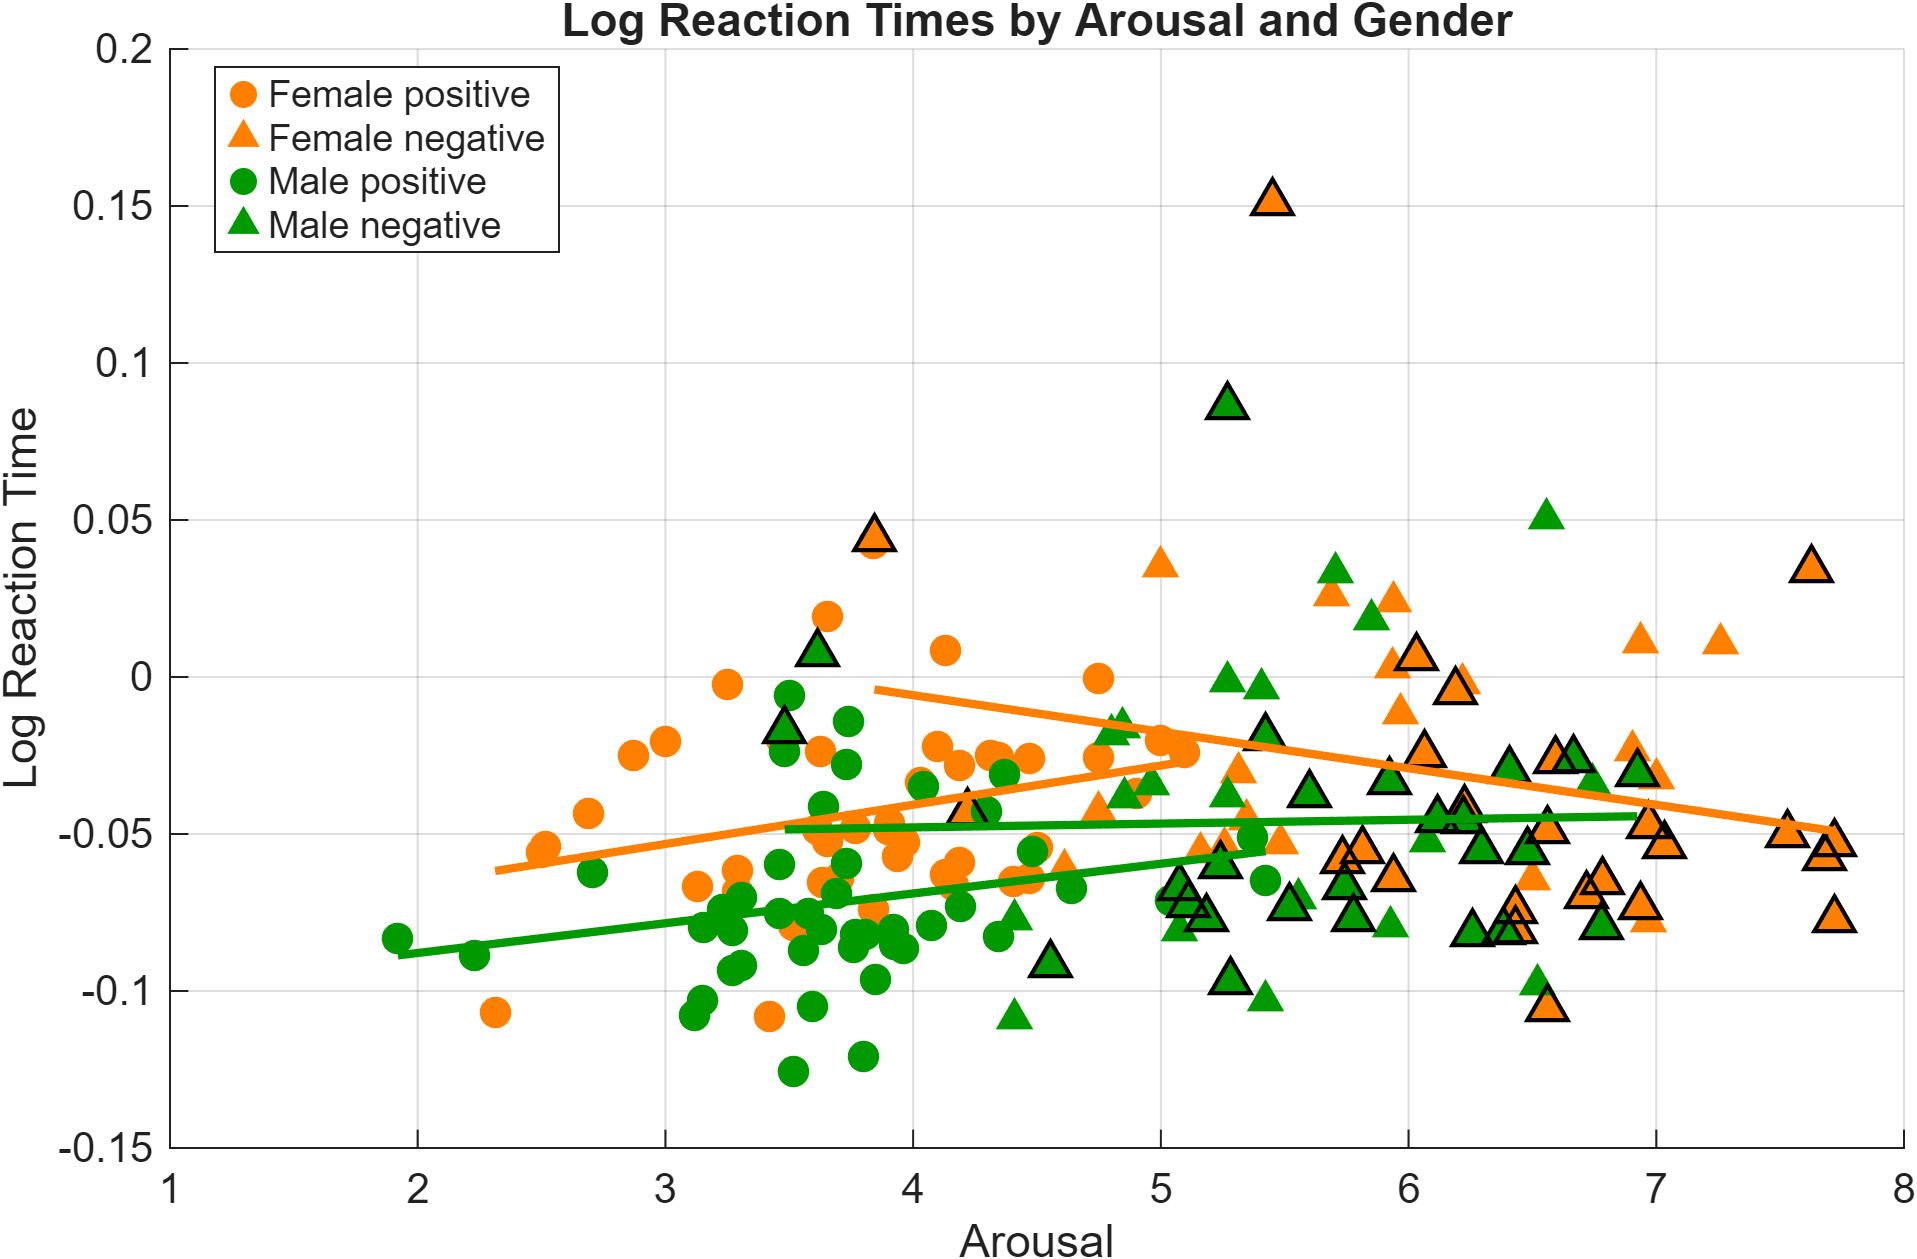 Log Reaction Times by Arousal and Gender
0.2
0.15
0.1
0.05
0
-0.05
-0.1
-0.15
Log Reaction Time
Female positive
Female negative
Male positive
Male negative
1 2 3 4 5 6 7 8
Arousal